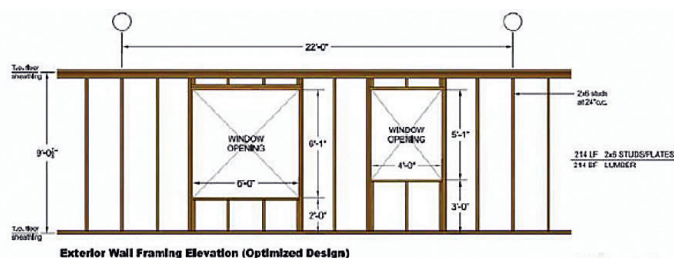 22'-0"
T.o. floor
sheathing
2x6 studs
at 24"o.c.
WINDOW
OPENING
6'-1"
WINDOW
OPENING
5'-1"
9'-0½"
214 LF 2x6 STUDS/PLATES
214 BF LUMBER
6'-0"
4'-0"
2'-0"
3'-0"
T.o. floor
sheathing
Exterior Wall Framing Elevation (Optimized Design)